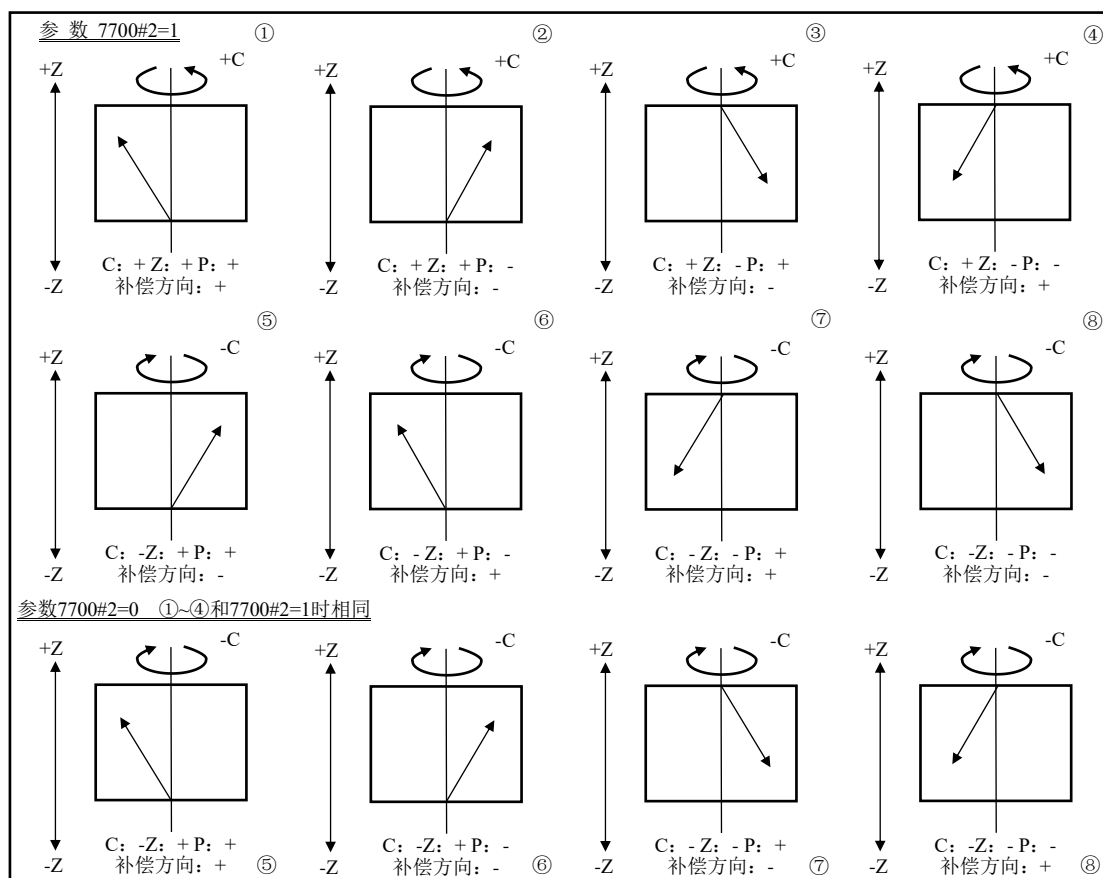 参 数 7700#2=1
① ② ③ ④
+Z +C +Z +C +Z +C +Z +C
C：+ Z：+ P：+ C：+ Z：+ P：- C：+ Z：- P：+ C：+ Z：- P：-
-Z 补偿方向：+ -Z 补偿方向：- -Z 补偿方向：- -Z 补偿方向：+
⑤ ⑥ ⑦ ⑧
+Z -C +Z -C +Z -C +Z -C
C：-Z：+ P：+ C：- Z：+ P：- C：- Z：- P：+ C：-Z：- P：-
-Z 补偿方向：- -Z 补偿方向：+ -Z 补偿方向：+ -Z 补偿方向：-
参数7700#2=0 ①~④和7700#2=1时相同
+Z -C +Z -C +Z -C +Z -C
C：-Z：+ P：+ C：-Z：+ P：- C：- Z：- P：+ C：-Z：- P：-
-Z 补偿方向：+ ⑤ -Z 补偿方向：- ⑥ -Z 补偿方向：- ⑦ -Z 补偿方向：+ ⑧